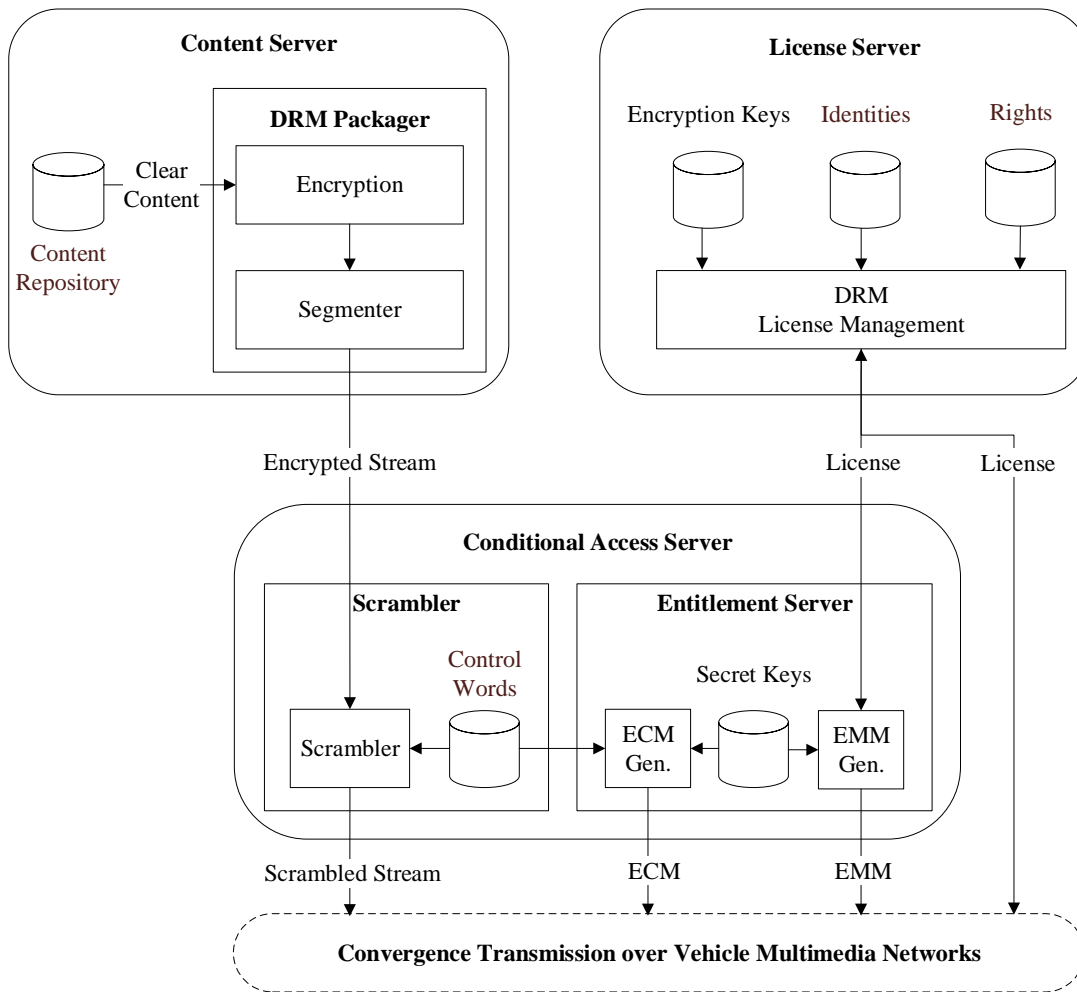 Content Server
DRM Packager
Clear
Content
Encryption
Content
Repository
Segmenter
License Server
Encryption Keys
Identities
Rights
DRM
License Management
Encrypted Stream
License
License
Conditional Access Server
Scrambler
Control
Words
Scrambler
Entitlement Server
Secret Keys
ECM
Gen.
EMM
Gen.
Scrambled Stream
ECM
EMM
Convergence Transmission over Vehicle Multimedia Networks